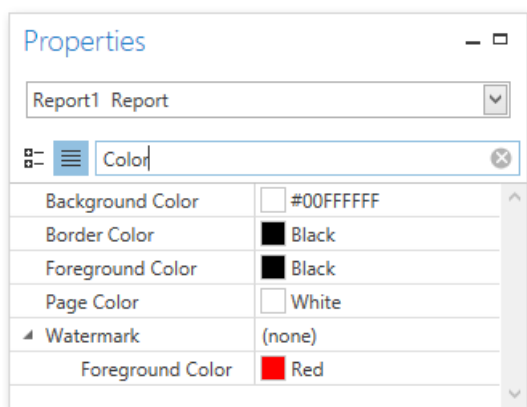 Properties
Report1 Report
Color
Background Color #00FFFFFF
Border Color Black
Foreground Color Black
Page Color White
Watermark (none)
Foreground Color Red